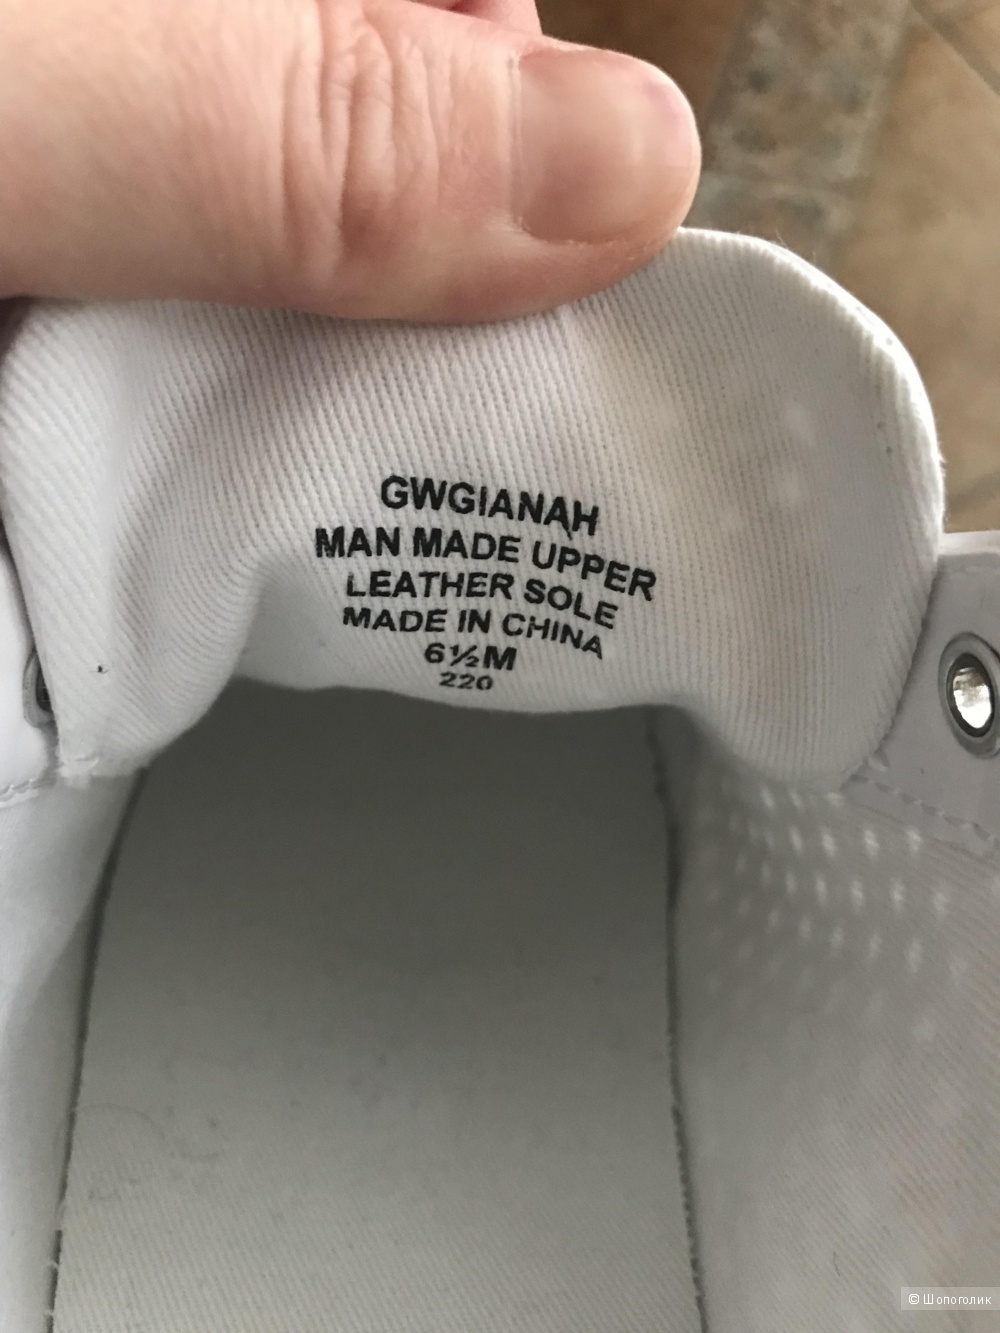 GWGIANAH
MAN MADE UPPER
LEATHER SOLE
MADE IN CHINA
6½M
220
© Шопоголик